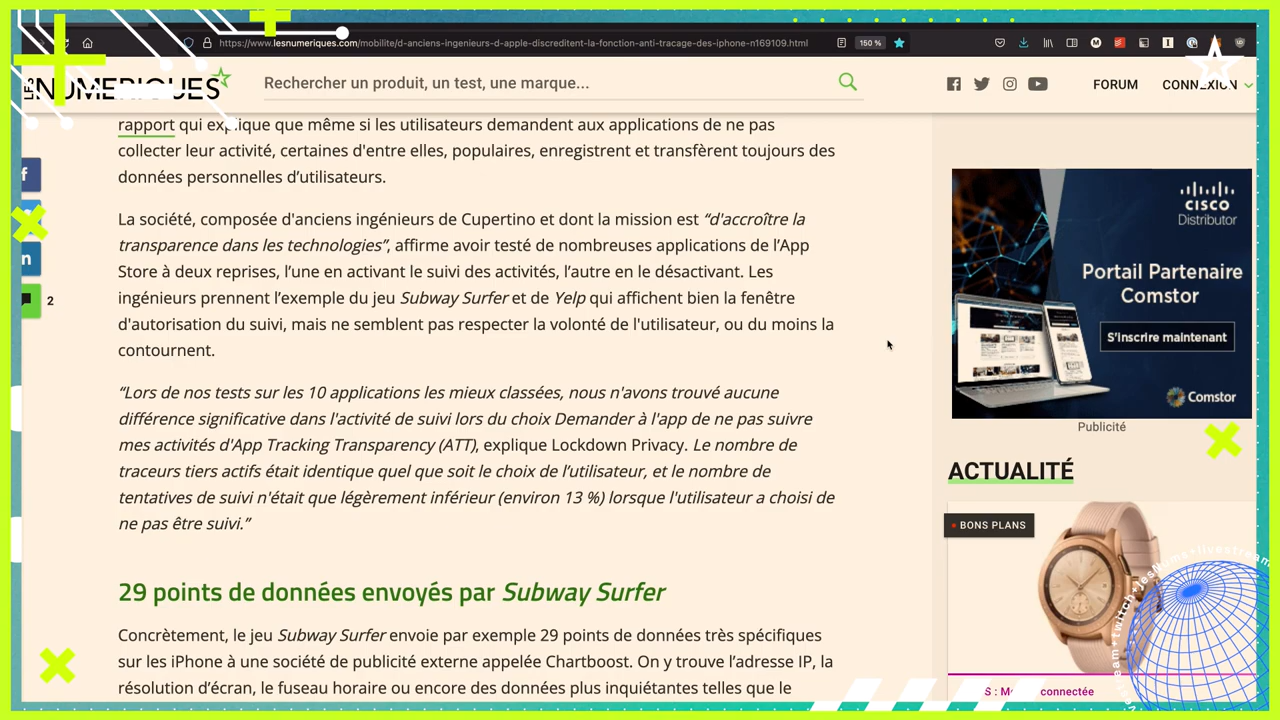 https://www.lesnumeriques.com/mobilite/d-anciens-ingenieurs-d-apple-discreditent-la-fonction-anti-tracage-des-iphone-n169109.html
150 %
LES NUMERIQUES
Rechercher un produit, un test, une marque...
FORUM
CONNEXION
rapport qui explique que même si les utilisateurs demandent aux applications de ne pas
collecter leur activité, certaines d'entre elles, populaires, enregistrent et transfèrent toujours des
données personnelles d’utilisateurs.
La société, composée d'anciens ingénieurs de Cupertino et dont la mission est “d'accroître la
transparence dans les technologies”, affirme avoir testé de nombreuses applications de l’App
Store à deux reprises, l’une en activant le suivi des activités, l’autre en le désactivant. Les
ingénieurs prennent l’exemple du jeu Subway Surfer et de Yelp qui affichent bien la fenêtre
d'autorisation du suivi, mais ne semblent pas respecter la volonté de l'utilisateur, ou du moins la
contournent.
“Lors de nos tests sur les 10 applications les mieux classées, nous n'avons trouvé aucune
différence significative dans l'activité de suivi lors du choix Demander à l'app de ne pas suivre
mes activités d'App Tracking Transparency (ATT), explique Lockdown Privacy. Le nombre de
traceurs tiers actifs était identique quel que soit le choix de l’utilisateur, et le nombre de
tentatives de suivi n'était que légèrement inférieur (environ 13 %) lorsque l'utilisateur a choisi de
ne pas être suivi.”
29 points de données envoyés par Subway Surfer
Concrètement, le jeu Subway Surfer envoie par exemple 29 points de données très spécifiques
sur les iPhone à une société de publicité externe appelée Chartboost. On y trouve l’adresse IP, la
résolution d’écran, le fuseau horaire ou encore des données plus inquiétantes telles que le
2
CISCO
Distributor
Portail Partenaire
Comstor
S'inscrire maintenant
Comstor
Publicité
ACTUALITÉ
BONS PLANS
connectée
twitch+lesNums+livestream